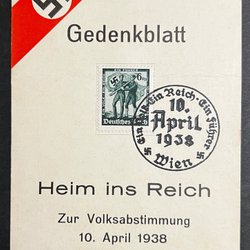 Gedenkblatt
Deutsches Reich
Ein Volk·Ein Reich·Ein Führer
10.
April
1938
Wien
Heim ins Reich
Zur Volksabstimmung
10. April 1938